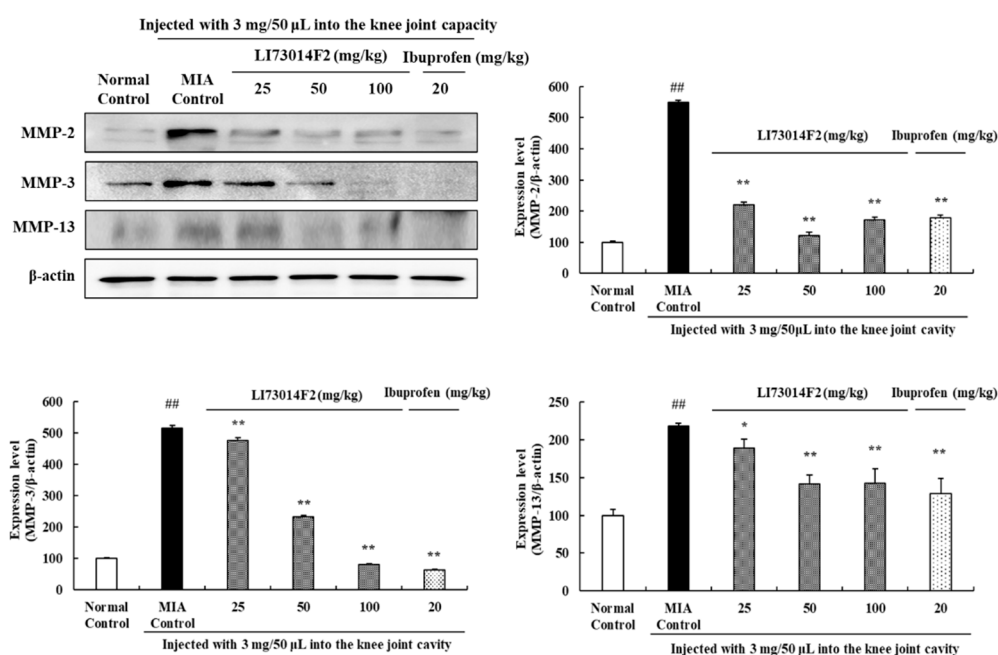 Injected with 3 mg/50 µL into the knee joint capacity
LI73014F2 (mg/kg) Ibuprofen (mg/kg)
Normal Control MIA Control 25 50 100 20
MMP-2
MMP-3
MMP-13
β-actin
Expression level (MMP-2/β-actin)
600
500
400
300
200
100
0
##
LI73014F2 (mg/kg) Ibuprofen (mg/kg)
** ** ** **
Normal Control MIA Control 25 50 100 20
Injected with 3 mg/50µL into the knee joint cavity
Expression level (MMP-3/β-actin)
600
500
400
300
200
100
0
##
LI73014F2 (mg/kg) Ibuprofen (mg/kg)
** ** ** **
Normal Control MIA Control 25 50 100 20
Injected with 3 mg/50 µL into the knee joint cavity
Expression level (MMP-13/β-actin)
250
200
150
100
50
0
##
LI73014F2 (mg/kg) Ibuprofen (mg/kg)
* ** ** **
Normal Control MIA Control 25 50 100 20
Injected with 3 mg/50 µL into the knee joint cavity